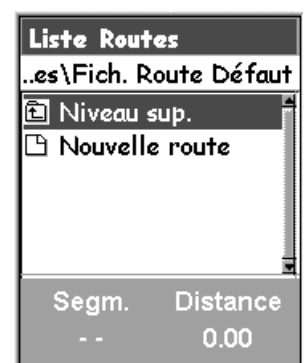 Liste Routes
..es\Fich. Route Défaut
Niveau sup.
Nouvelle route
Segm. Distance
- - 0.00